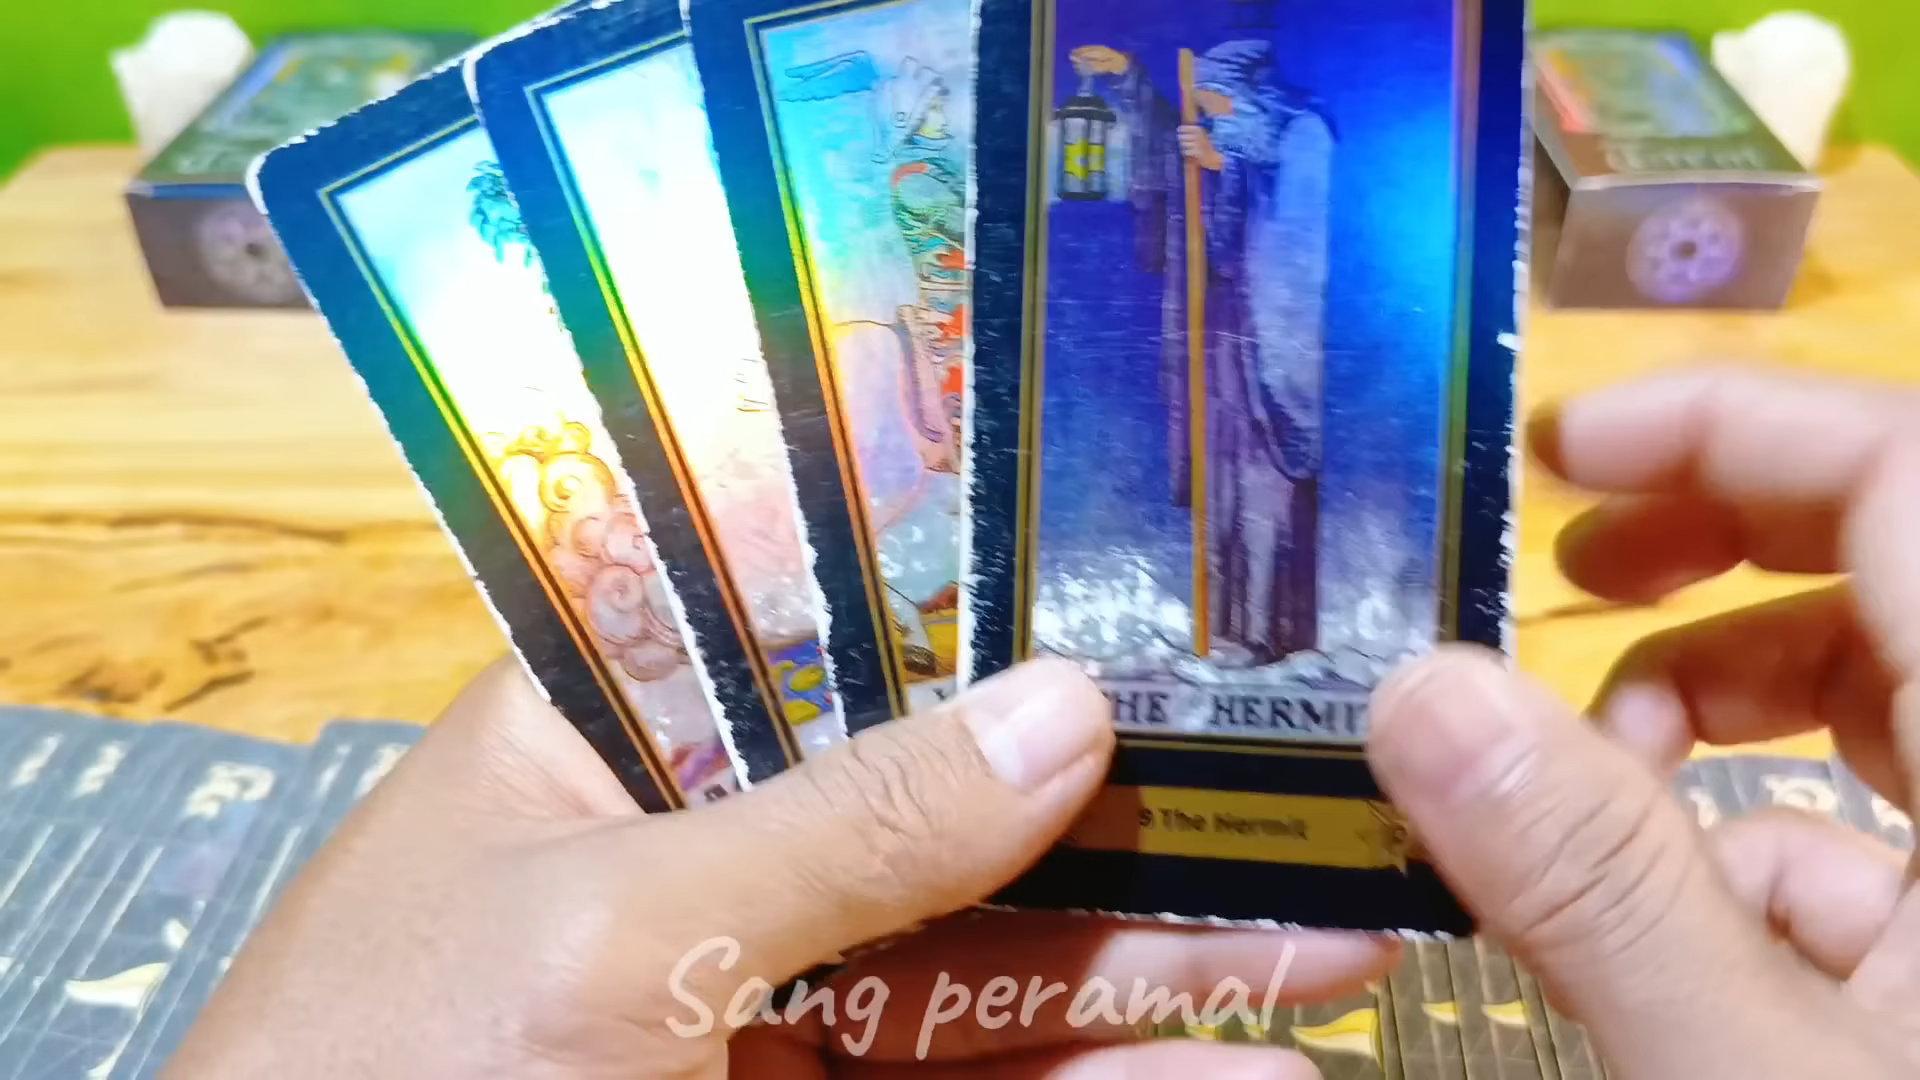 THE HERMIT
9 The Hermit
Sang peramal